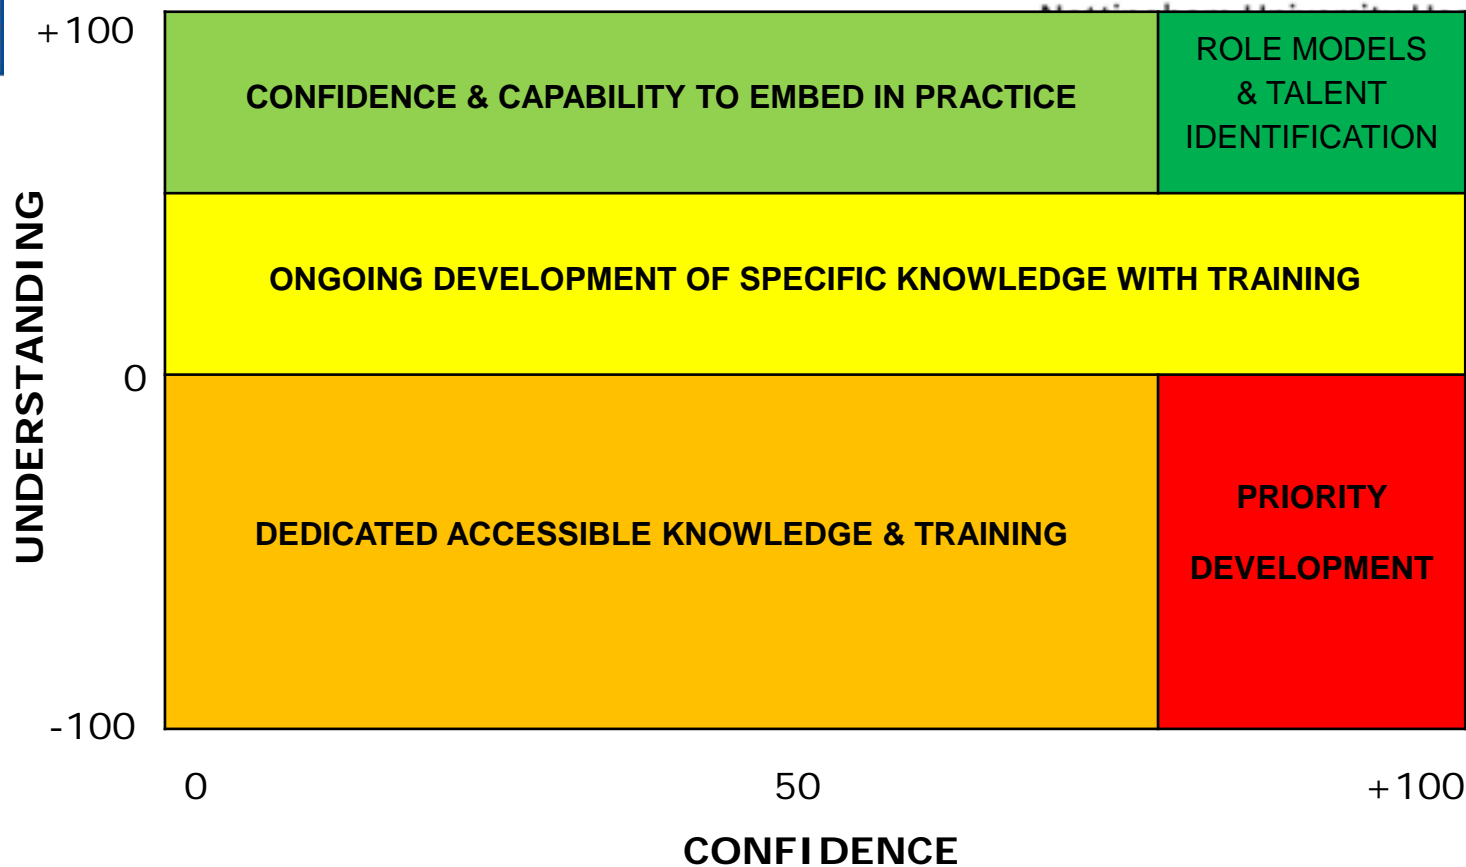 +100
CONFIDENCE & CAPABILITY TO EMBED IN PRACTICE
ROLE MODELS
& TALENT
IDENTIFICATION
UNDERSTANDING
ONGOING DEVELOPMENT OF SPECIFIC KNOWLEDGE WITH TRAINING
0
DEDICATED ACCESSIBLE KNOWLEDGE & TRAINING
PRIORITY
DEVELOPMENT
-100
0 50 +100
CONFIDENCE